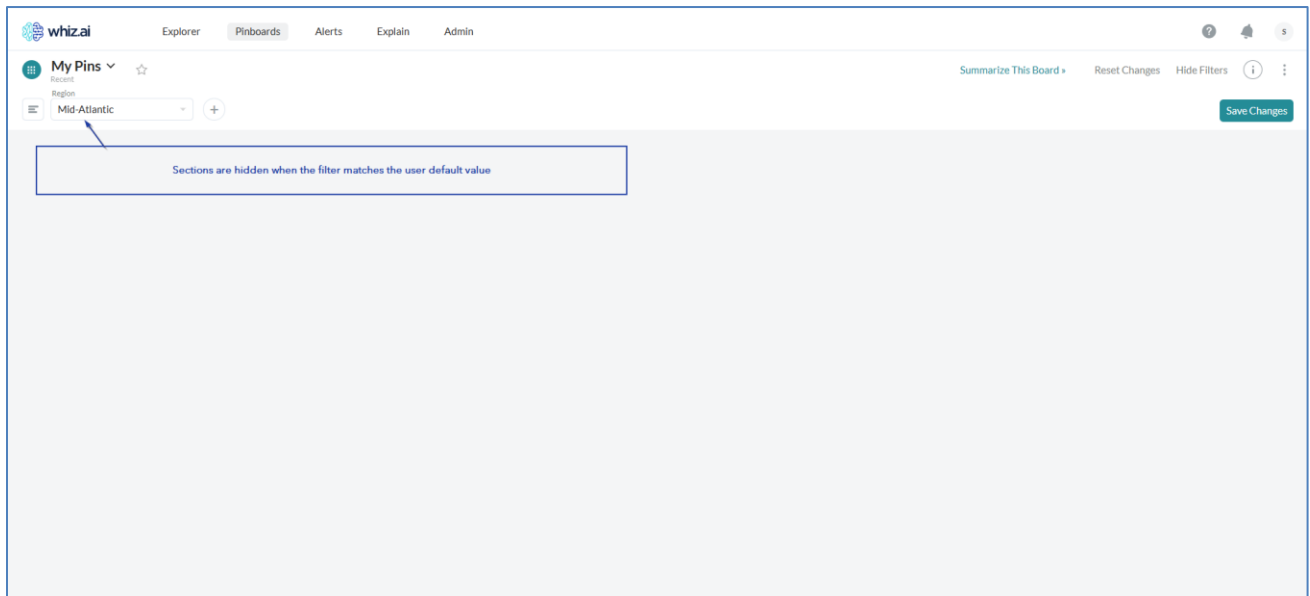 whiz.ai Explorer Pinboards Alerts Explain Admin ? S
My Pins Summarize This Board » Reset Changes Hide Filters i
Recent
Region
Mid-Atlantic + Save Changes
Sections are hidden when the filter matches the user default value